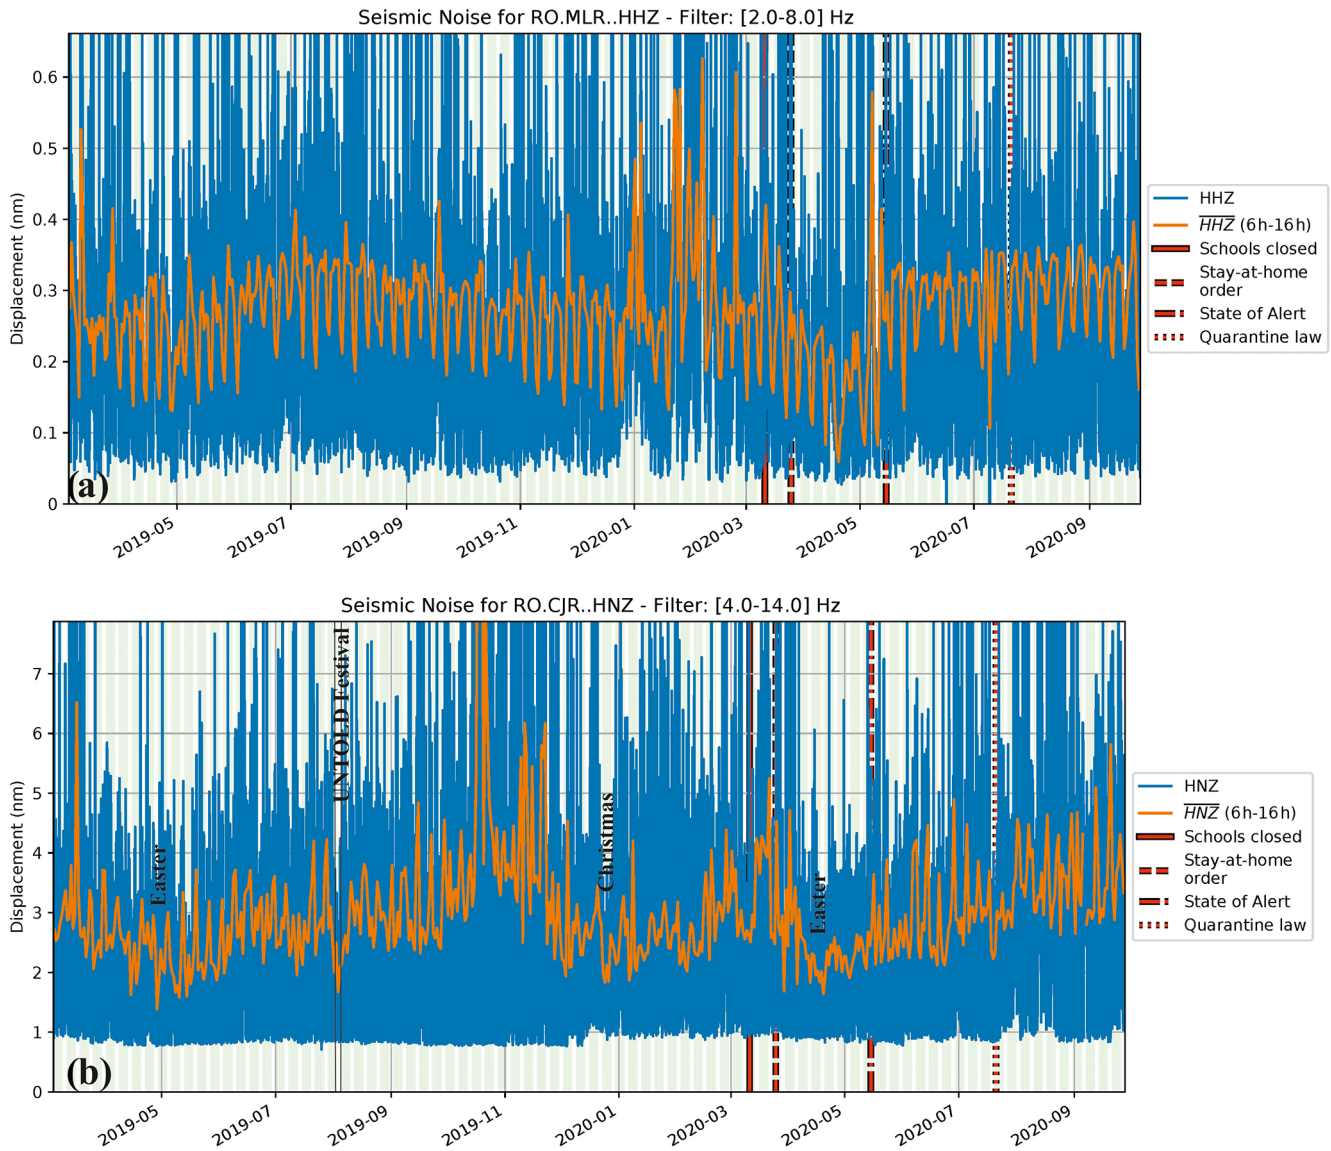 Seismic Noise for RO.MLR..HHZ - Filter: [2.0-8.0] Hz
Displacement (nm)
0.6
0.5
0.4
0.3
0.2
0.1
0
(a)
2019-05
2019-07
2019-09
2019-11
2020-01
2020-03
2020-05
2020-07
2020-09
HHZ
HHZ (6h-16h)
Schools closed
Stay-at-home
order
State of Alert
Quarantine law
Seismic Noise for RO.CJR..HNZ - Filter: [4.0-14.0] Hz
Displacement (nm)
7
6
5
4
3
2
1
0
Easter
UNTOLD Festival
Christmas
Easter
(b)
2019-05
2019-07
2019-09
2019-11
2020-01
2020-03
2020-05
2020-07
2020-09
HNZ
HNZ (6h-16h)
Schools closed
Stay-at-home
order
State of Alert
Quarantine law